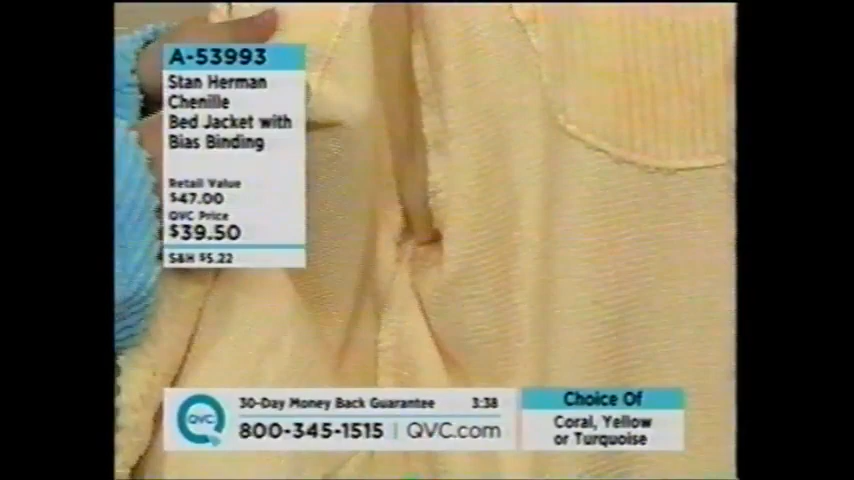 A-53993
Stan Herman
Chenille
Bed Jacket with
Bias Binding
Retail Value
$47.00
QVC Price
$39.50
S&H $5.22
QVC
30-Day Money Back Guarantee 3:38
800-345-1515 | QVC.com
Choice Of
Coral, Yellow
or Turquoise